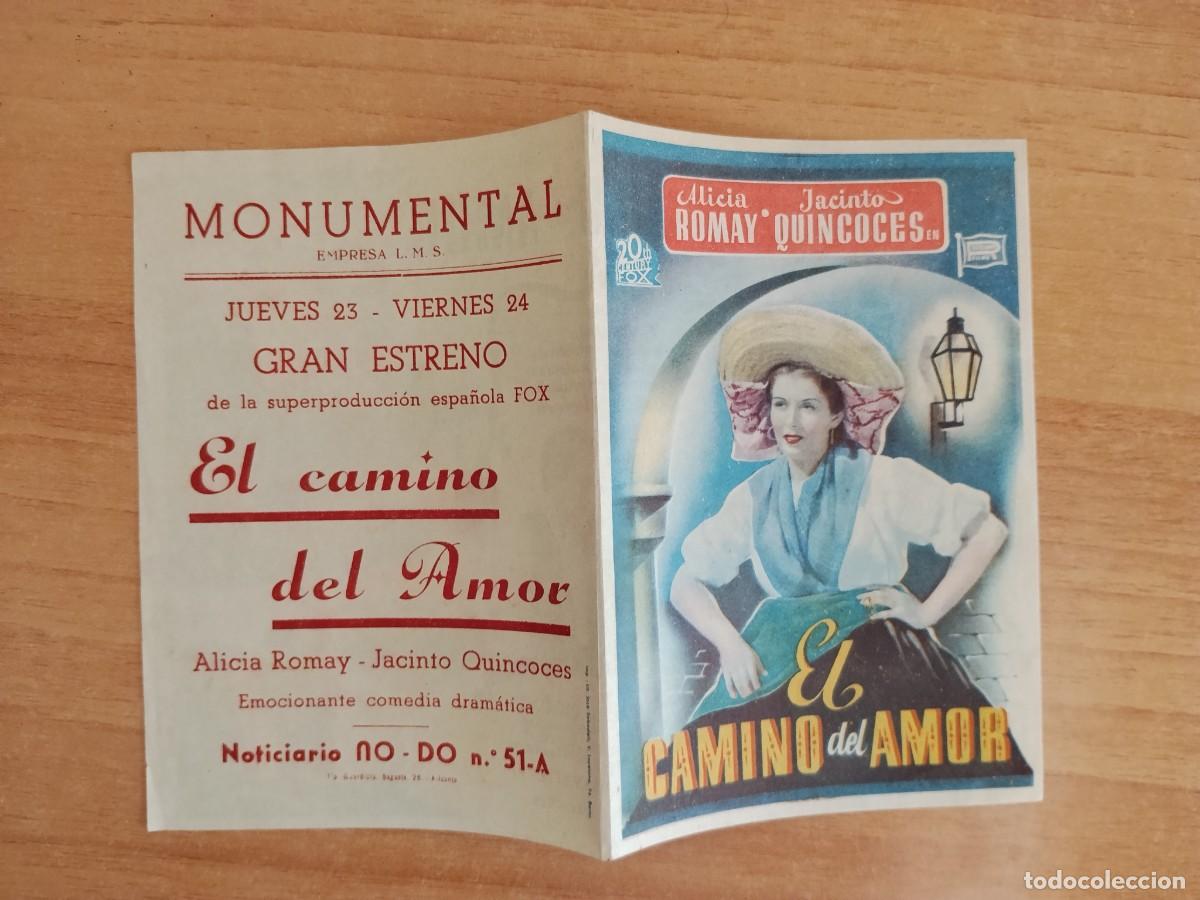 MONUMENTAL
EMPRESA L. M. S.
JUEVES 23 - VIERNES 24
GRAN ESTRENO
de la superproducción española FOX
El camino
del Amor
Alicia Romay - Jacinto Quincoces
Emocionante comedia dramática
Noticiario NO - DO n.° 51-A
Alicia Jacinto
ROMAY • QUINCOCES EN
20th
CENTURY
FOX
El
CAMINO del AMOR
todocoleccion